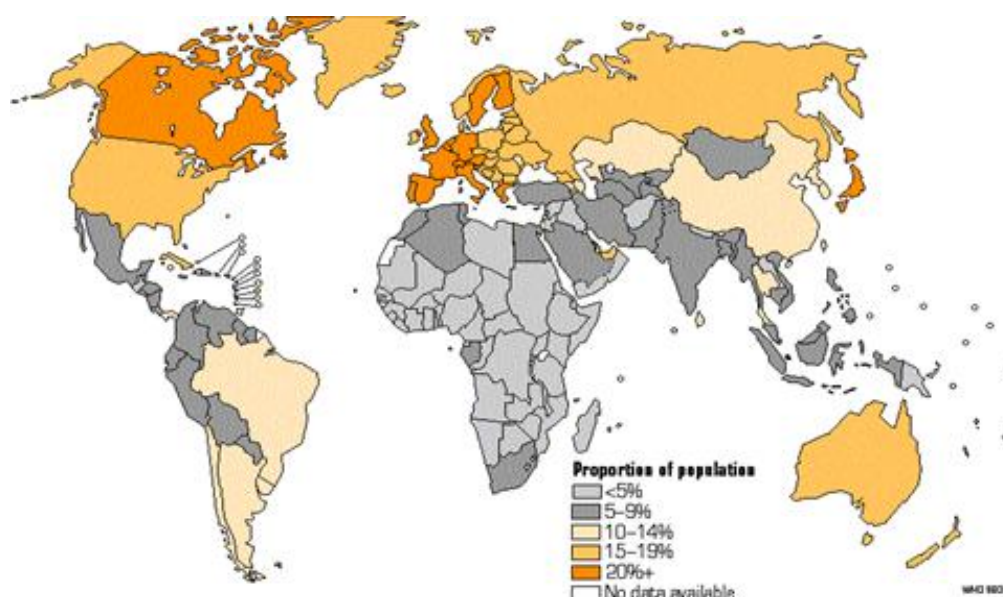 Proportion of population
<5%
5–9%
10–14%
15–19%
20%+
No data available